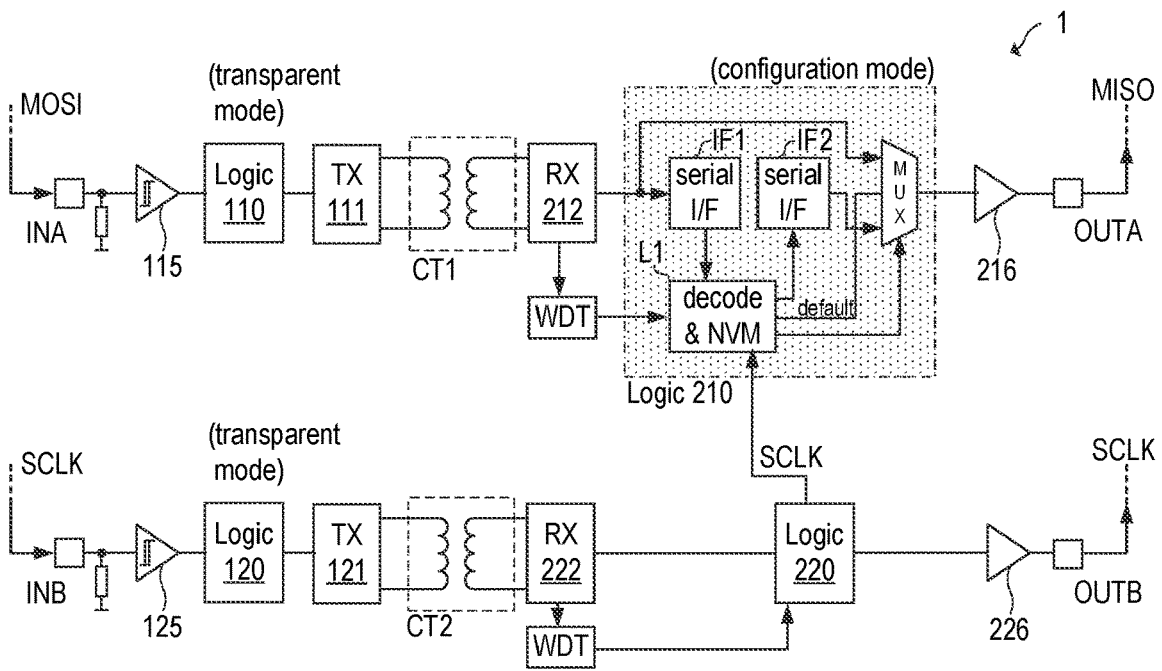 1
(transparent
mode)
(configuration mode)
MOSI
MISO
IF1
IF2
Logic
110
TX
111
RX
212
serial
I/F
serial
I/F
MUX
INA
115
CT1
L1
216
OUTA
WDT
decode
& NVM
default
Logic 210
(transparent
mode)
SCLK
SCLK
SCLK
Logic
120
TX
121
RX
222
Logic
220
INB
125
CT2
WDT
226
OUTB